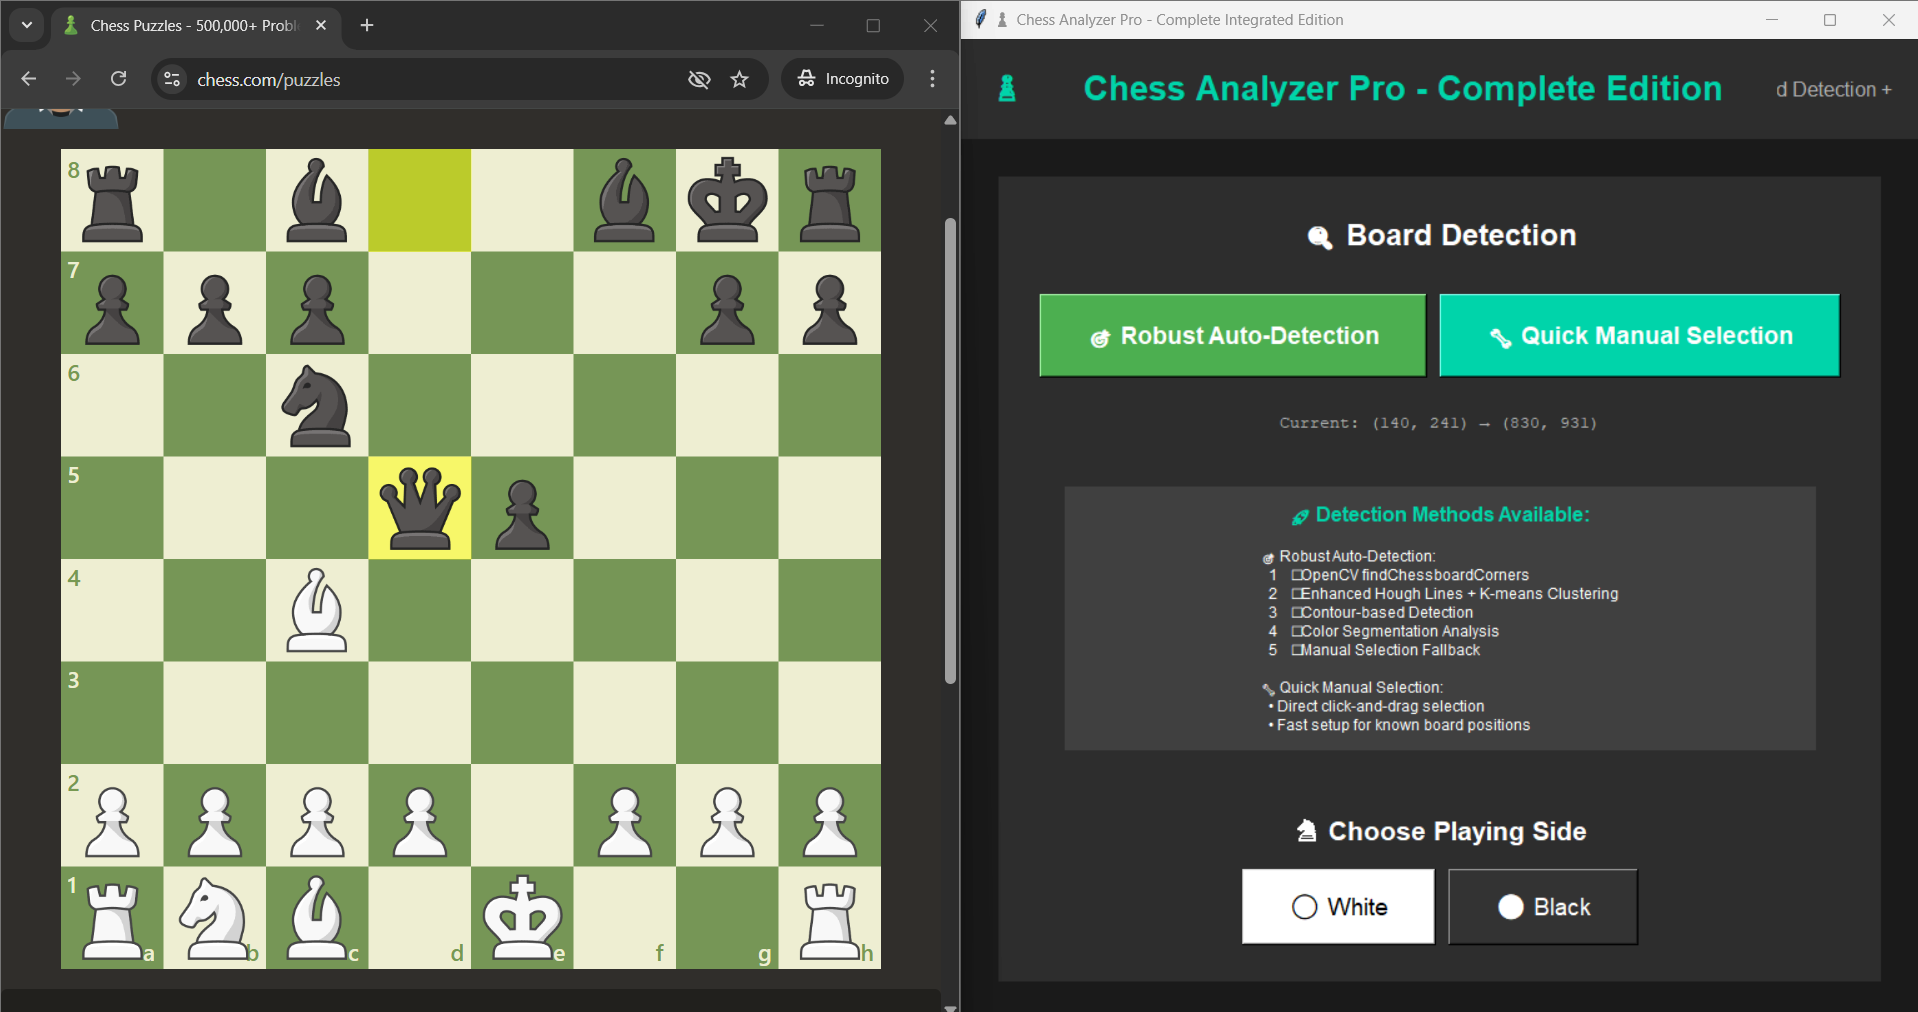 Chess Puzzles - 500,000+ Probl
chess.com/puzzles
Incognito
8
7
6
5
4
3
2
1
a b c d e f g h
Chess Analyzer Pro - Complete Integrated Edition
Chess Analyzer Pro - Complete Edition
d Detection +
Board Detection
Robust Auto-Detection
Quick Manual Selection
Current: (140, 241) → (830, 931)
Detection Methods Available:
Robust Auto-Detection:
1 □OpenCV findChessboardCorners
2 □Enhanced Hough Lines + K-means Clustering
3 □Contour-based Detection
4 □Color Segmentation Analysis
5 □Manual Selection Fallback
Quick Manual Selection:
• Direct click-and-drag selection
• Fast setup for known board positions
Choose Playing Side
White
Black